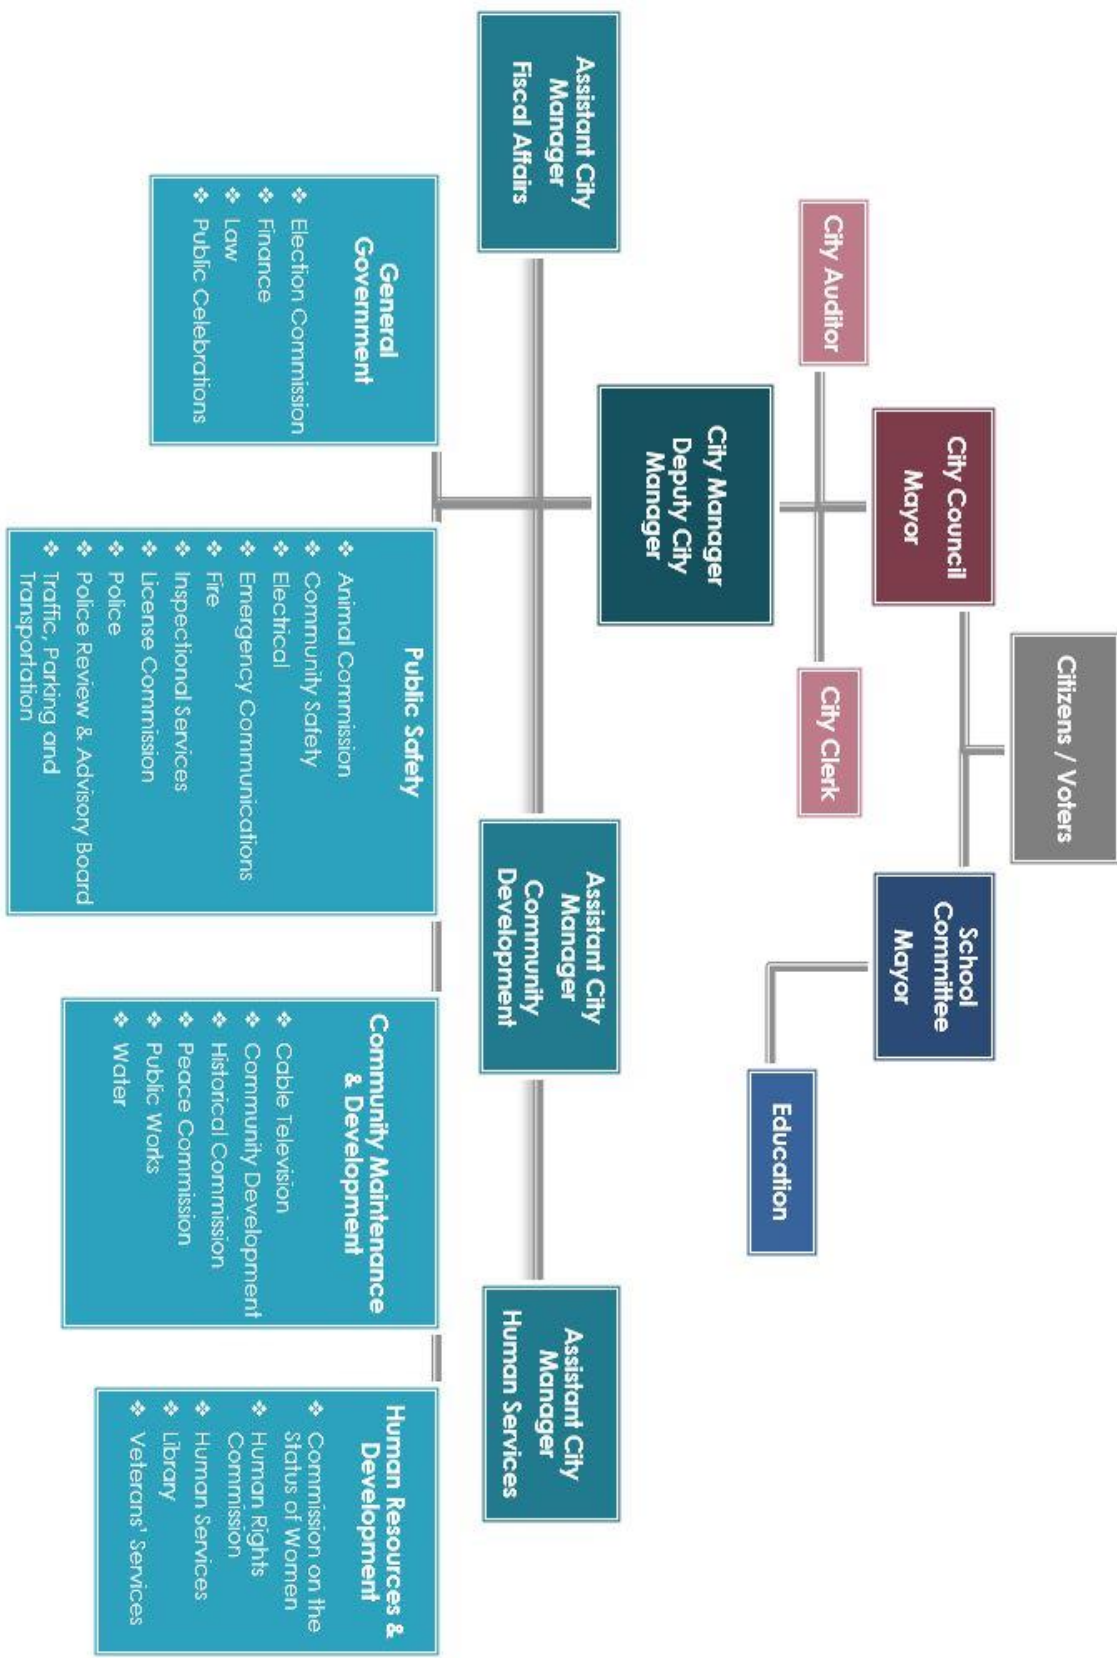 Citizens / Voters
City Council
Mayor
School
Committee
Mayor
City Auditor
City Clerk
Education
City Manager
Deputy City
Manager
Assistant City
Manager
Fiscal Affairs
Assistant City
Manager
Community
Development
Assistant City
Manager
Human Services
General
Government
❖ Election Commission
❖ Finance
❖ Law
❖ Public Celebrations
Public Safety
❖ Animal Commission
❖ Community Safety
❖ Electrical
❖ Emergency Communications
❖ Fire
❖ Inspectional Services
❖ License Commission
❖ Police
❖ Police Review & Advisory Board
❖ Traffic, Parking and
Transportation
Community Maintenance
& Development
❖ Cable Television
❖ Community Development
❖ Historical Commission
❖ Peace Commission
❖ Public Works
❖ Water
Human Resources &
Development
❖ Commission on the
Status of Women
❖ Human Rights
Commission
❖ Human Services
❖ Library
❖ Veterans' Services